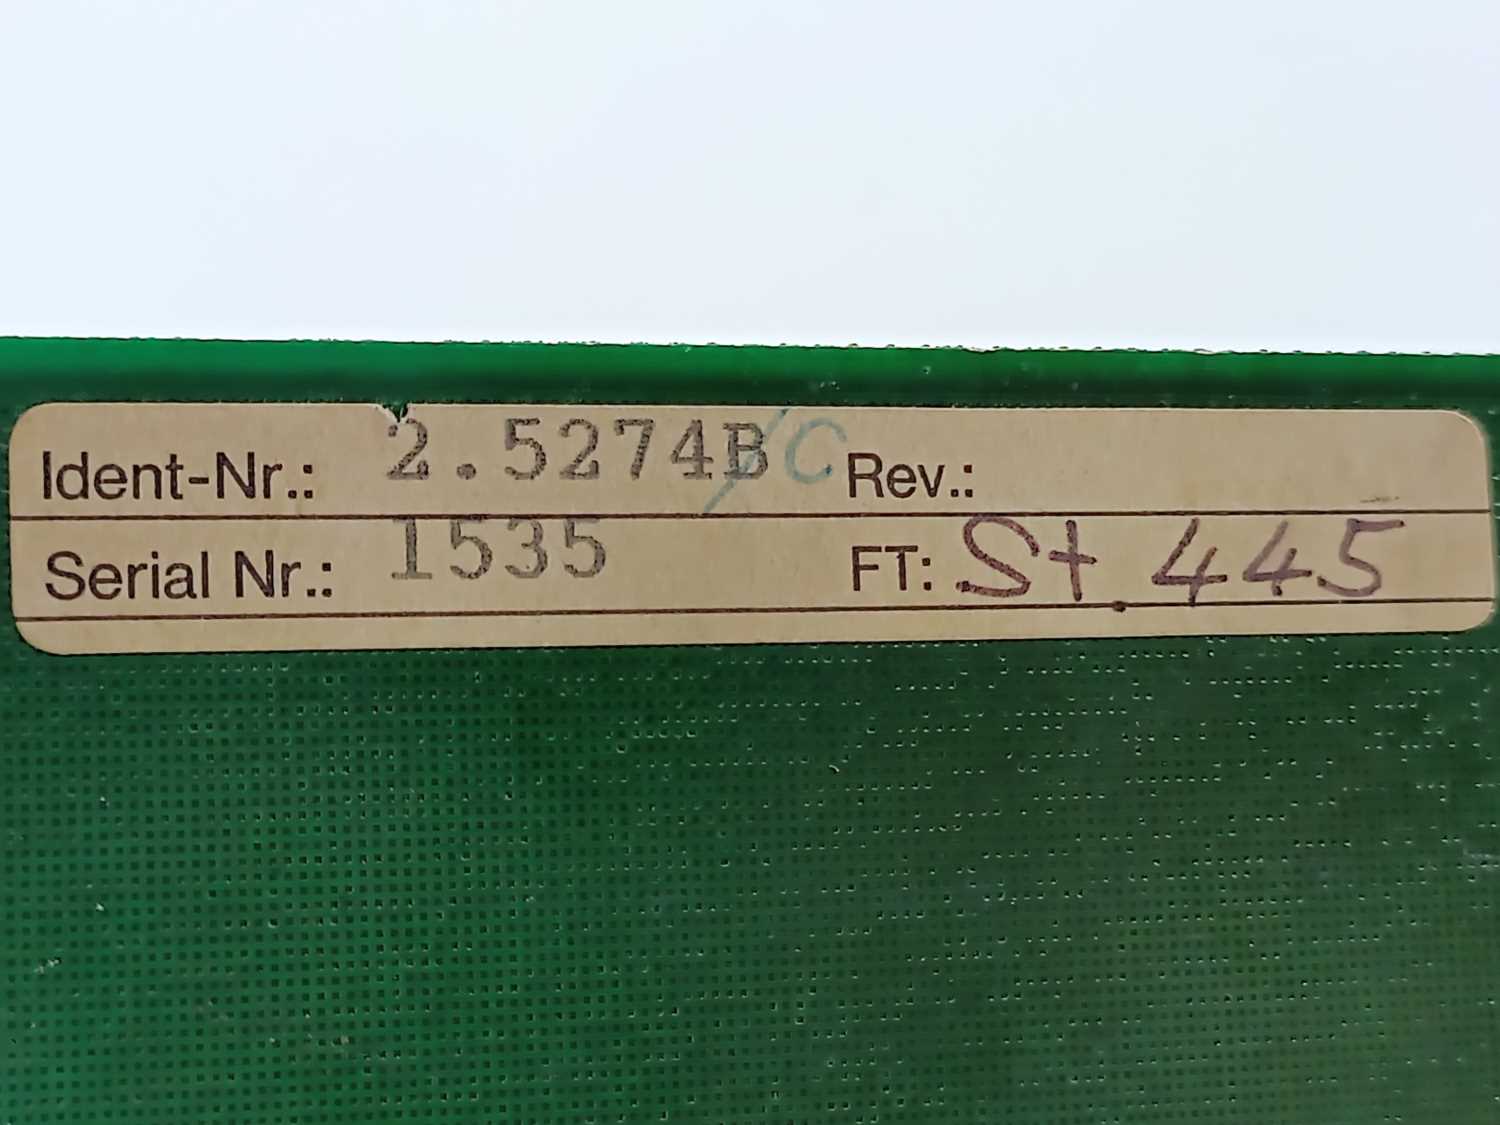 Ident-Nr.: 2.5274B C Rev.:
Serial Nr.: 1535 FT: St. 445